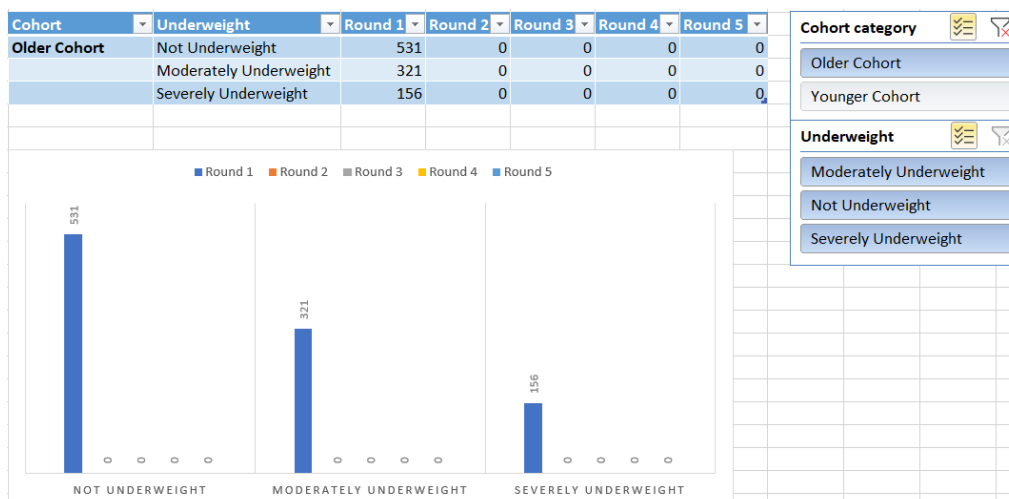 Cohort Underweight Round 1 Round 2 Round 3 Round 4 Round 5
Older Cohort Not Underweight 531 0 0 0 0
Moderately Underweight 321 0 0 0 0
Severely Underweight 156 0 0 0 0
Cohort category
Older Cohort
Younger Cohort
Underweight
Moderately Underweight
Not Underweight
Severely Underweight
Round 1 Round 2 Round 3 Round 4 Round 5
531 0 0 0 0
321 0 0 0 0
156 0 0 0 0
NOT UNDERWEIGHT MODERATELY UNDERWEIGHT SEVERELY UNDERWEIGHT